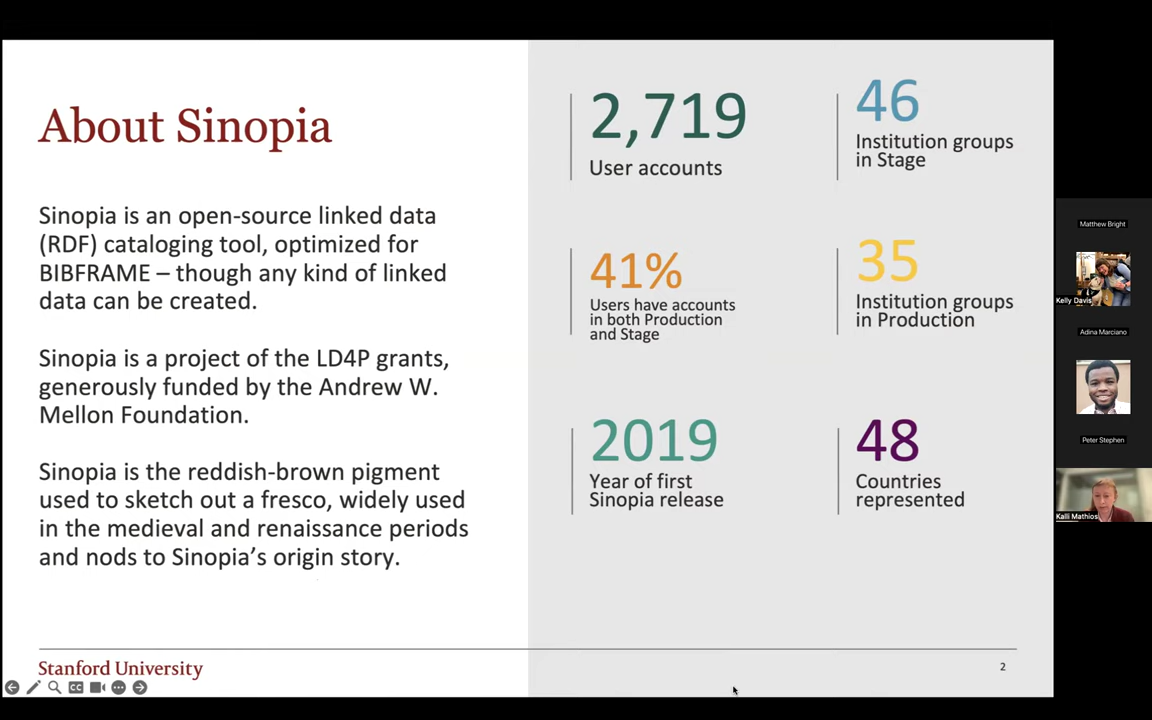 About Sinopia
Sinopia is an open-source linked data
(RDF) cataloging tool, optimized for
BIBFRAME – though any kind of linked
data can be created.
Sinopia is a project of the LD4P grants,
generously funded by the Andrew W.
Mellon Foundation.
Sinopia is the reddish-brown pigment
used to sketch out a fresco, widely used
in the medieval and renaissance periods
and nods to Sinopia’s origin story.
2,719
User accounts
46
Institution groups
in Stage
41%
Users have accounts
in both Production
and Stage
35
Institution groups
in Production
2019
Year of first
Sinopia release
48
Countries
represented
Stanford University
2
CC
Matthew Bright
Kelly Davis
Adina Marciano
Peter Stephen
Kalli Mathios